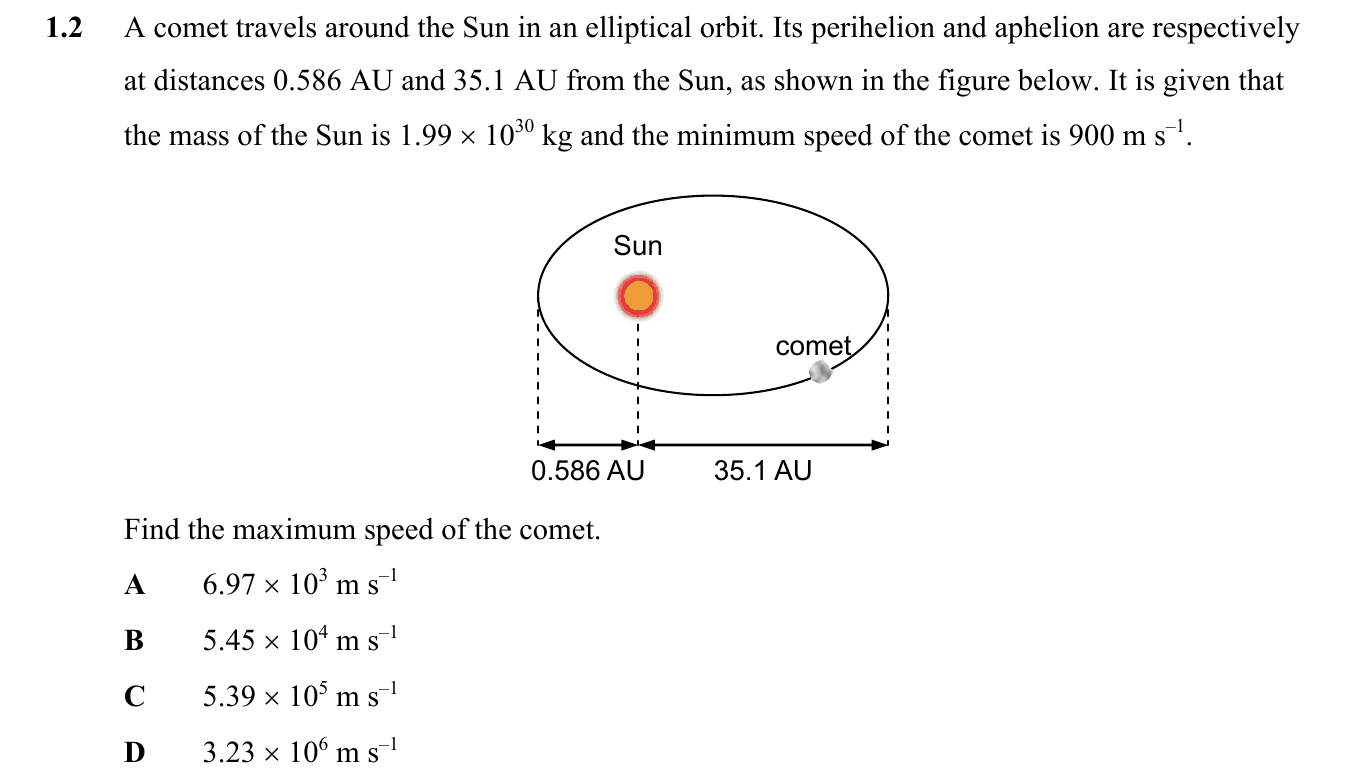 1.2 A comet travels around the Sun in an elliptical orbit. Its perihelion and aphelion are respectively
at distances 0.586 AU and 35.1 AU from the Sun, as shown in the figure below. It is given that
the mass of the Sun is 1.99 × 10³⁰ kg and the minimum speed of the comet is 900 m s⁻¹.
Sun
comet
0.586 AU 35.1 AU
Find the maximum speed of the comet.
A 6.97 × 10³ m s⁻¹
B 5.45 × 10⁴ m s⁻¹
C 5.39 × 10⁵ m s⁻¹
D 3.23 × 10⁶ m s⁻¹